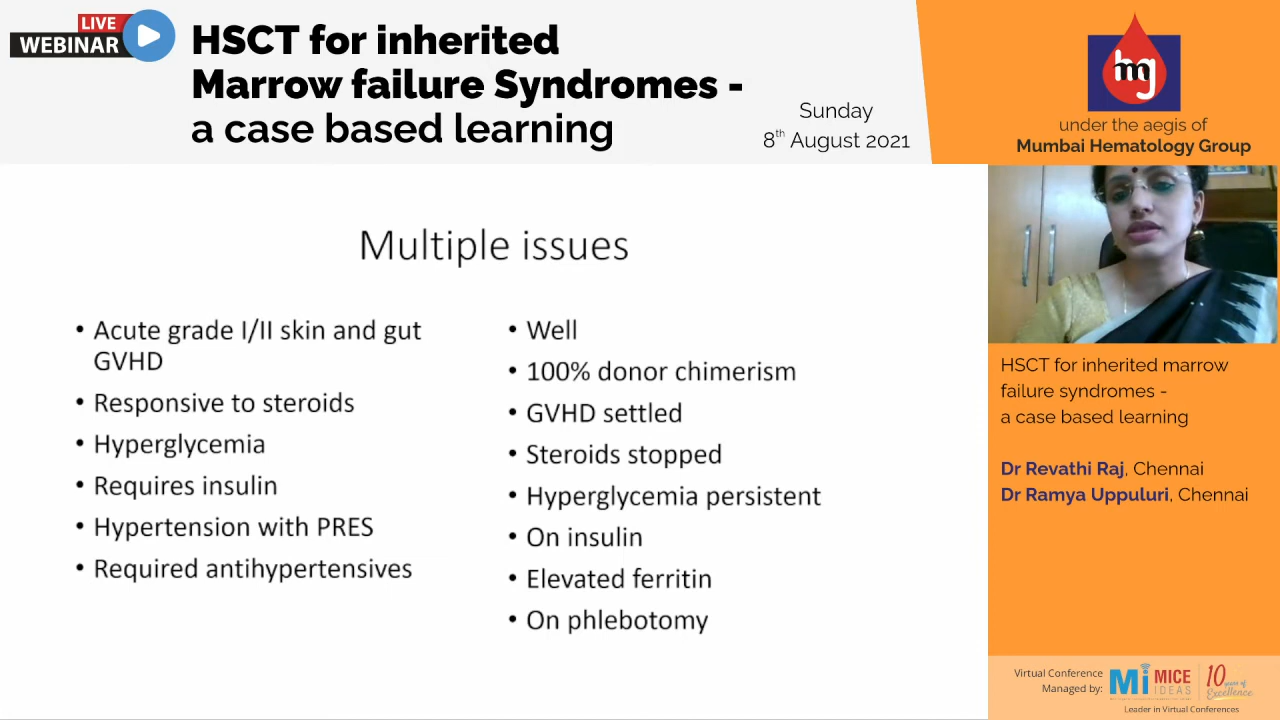 LIVE
WEBINAR
HSCT for inherited
Marrow failure Syndromes -
a case based learning
Sunday
8th August 2021
hmg
under the aegis of
Mumbai Hematology Group
Multiple issues
• Acute grade I/II skin and gut
GVHD
• Responsive to steroids
• Hyperglycemia
• Requires insulin
• Hypertension with PRES
• Required antihypertensives
• Well
• 100% donor chimerism
• GVHD settled
• Steroids stopped
• Hyperglycemia persistent
• On insulin
• Elevated ferritin
• On phlebotomy
HSCT for inherited marrow
failure syndromes -
a case based learning
Dr Revathi Raj, Chennai
Dr Ramya Uppuluri, Chennai
Virtual Conference
Managed by:
Mi MICE
IDEAS
10 years of
Excellence
Leader in Virtual Conferences